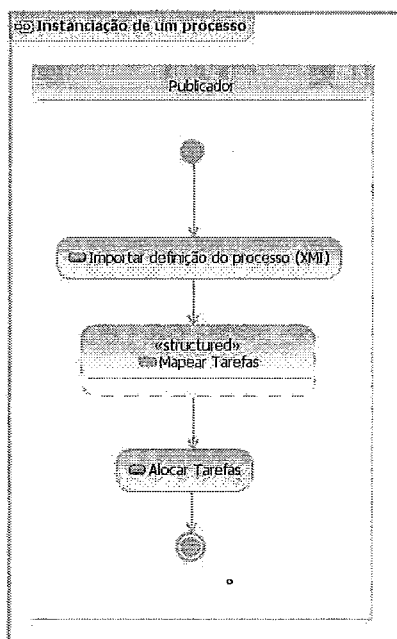 Instanciação de um processo
Publicador
Importar definição do processo (XMI)
«structured»
Mapear Tarefas
Alocar Tarefas